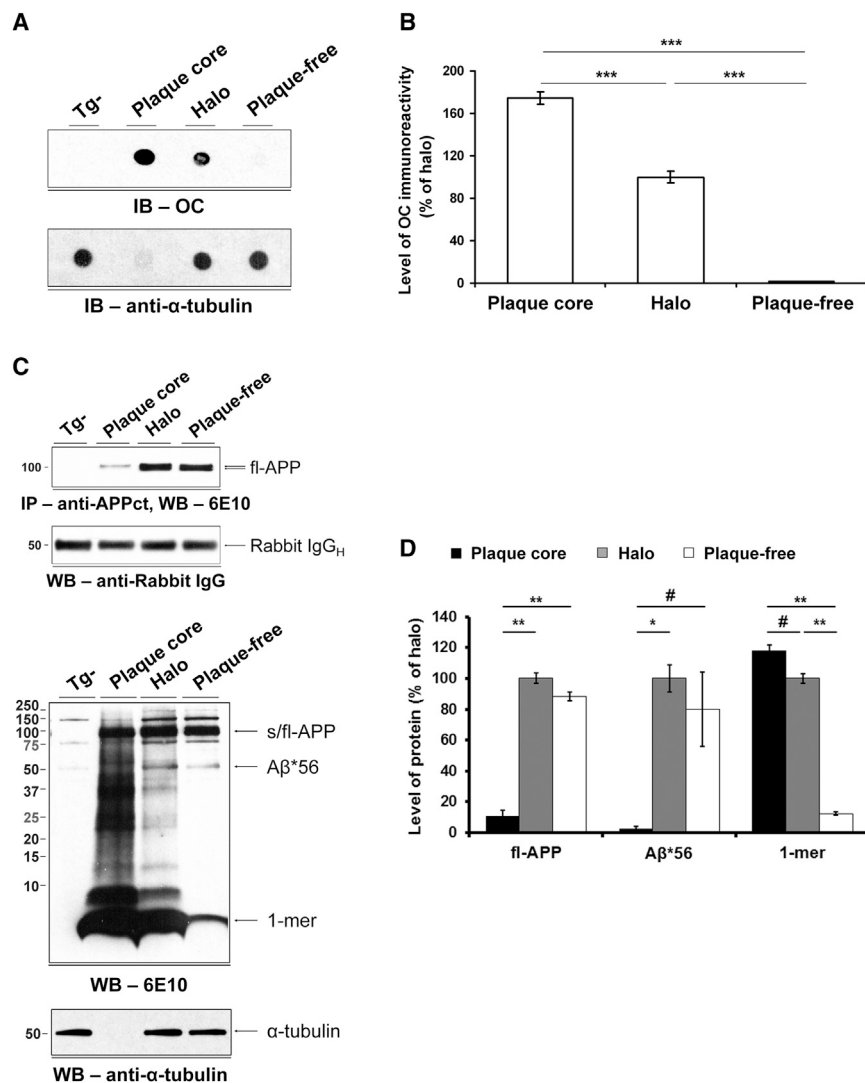 A
Tg-
Plaque core
Halo
Plaque-free
IB – OC
IB – anti-α-tubulin
B
***
***
***
Level of OC immunoreactivity
(% of halo)
200
160
120
80
40
0
Plaque core
Halo
Plaque-free
C
Tg-
Plaque core
Halo
Plaque-free
100
fl-APP
IP – anti-APPct, WB – 6E10
50
Rabbit IgGH
WB – anti-Rabbit IgG
Tg-
Plaque core
Halo
Plaque-free
250
150
100
75
50
37
25
20
15
10
s/fl-APP
Aβ*56
1-mer
WB – 6E10
50
α-tubulin
WB – anti-α-tubulin
D
Plaque core
Halo
Plaque-free
** # **
** * # **
Level of protein (% of halo)
140
120
100
80
60
40
20
0
fl-APP
Aβ*56
1-mer